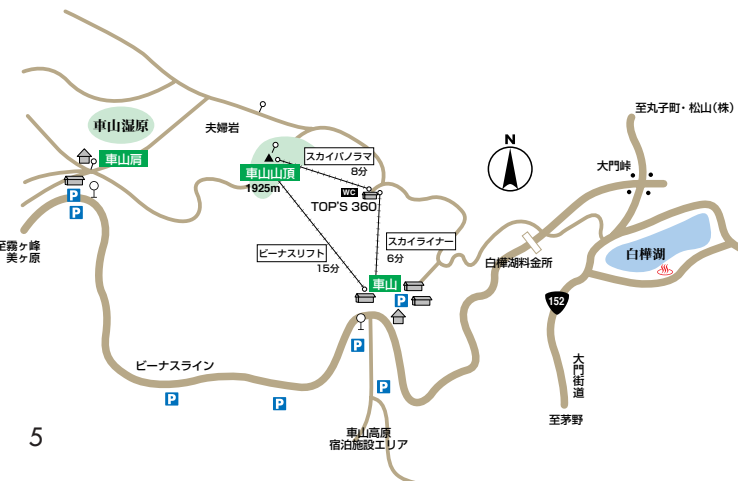 至丸子町・松山(株)
車山湿原
夫婦岩
N
車山肩
スカイパノラマ
8分
大門峠
車山山頂
1925m
WC
TOP'S 360
P
P
至霧ヶ峰
美ヶ原
ビーナスリフト
15分
スカイライナー
6分
白樺湖料金所
白樺湖
車山
P
152
P
ビーナスライン
大門街道
P
P
P
至茅野
車山高原
宿泊施設エリア
5